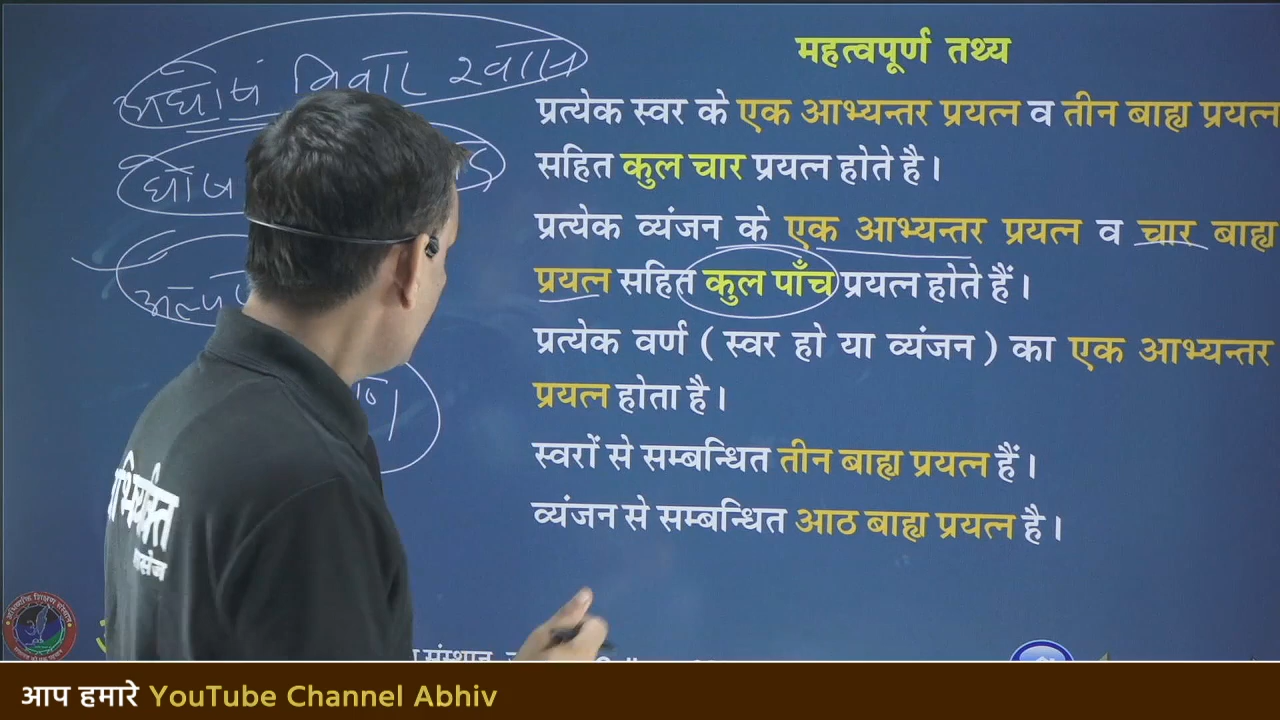 महत्वपूर्ण तथ्य
प्रत्येक स्वर के एक आभ्यन्तर प्रयत्न व तीन बाह्य प्रयत्न
सहित कुल चार प्रयत्न होते है।
प्रत्येक व्यंजन के एक आभ्यन्तर प्रयत्न व चार बाह्य
प्रयत्न सहित कुल पाँच प्रयत्न होते हैं।
प्रत्येक वर्ण ( स्वर हो या व्यंजन ) का एक आभ्यन्तर
प्रयत्न होता है।
स्वरों से सम्बन्धित तीन बाह्य प्रयत्न हैं।
व्यंजन से सम्बन्धित आठ बाह्य प्रयत्न है।
अघोष विवार श्वास
घोष
आप हमारे YouTube Channel Abhiv